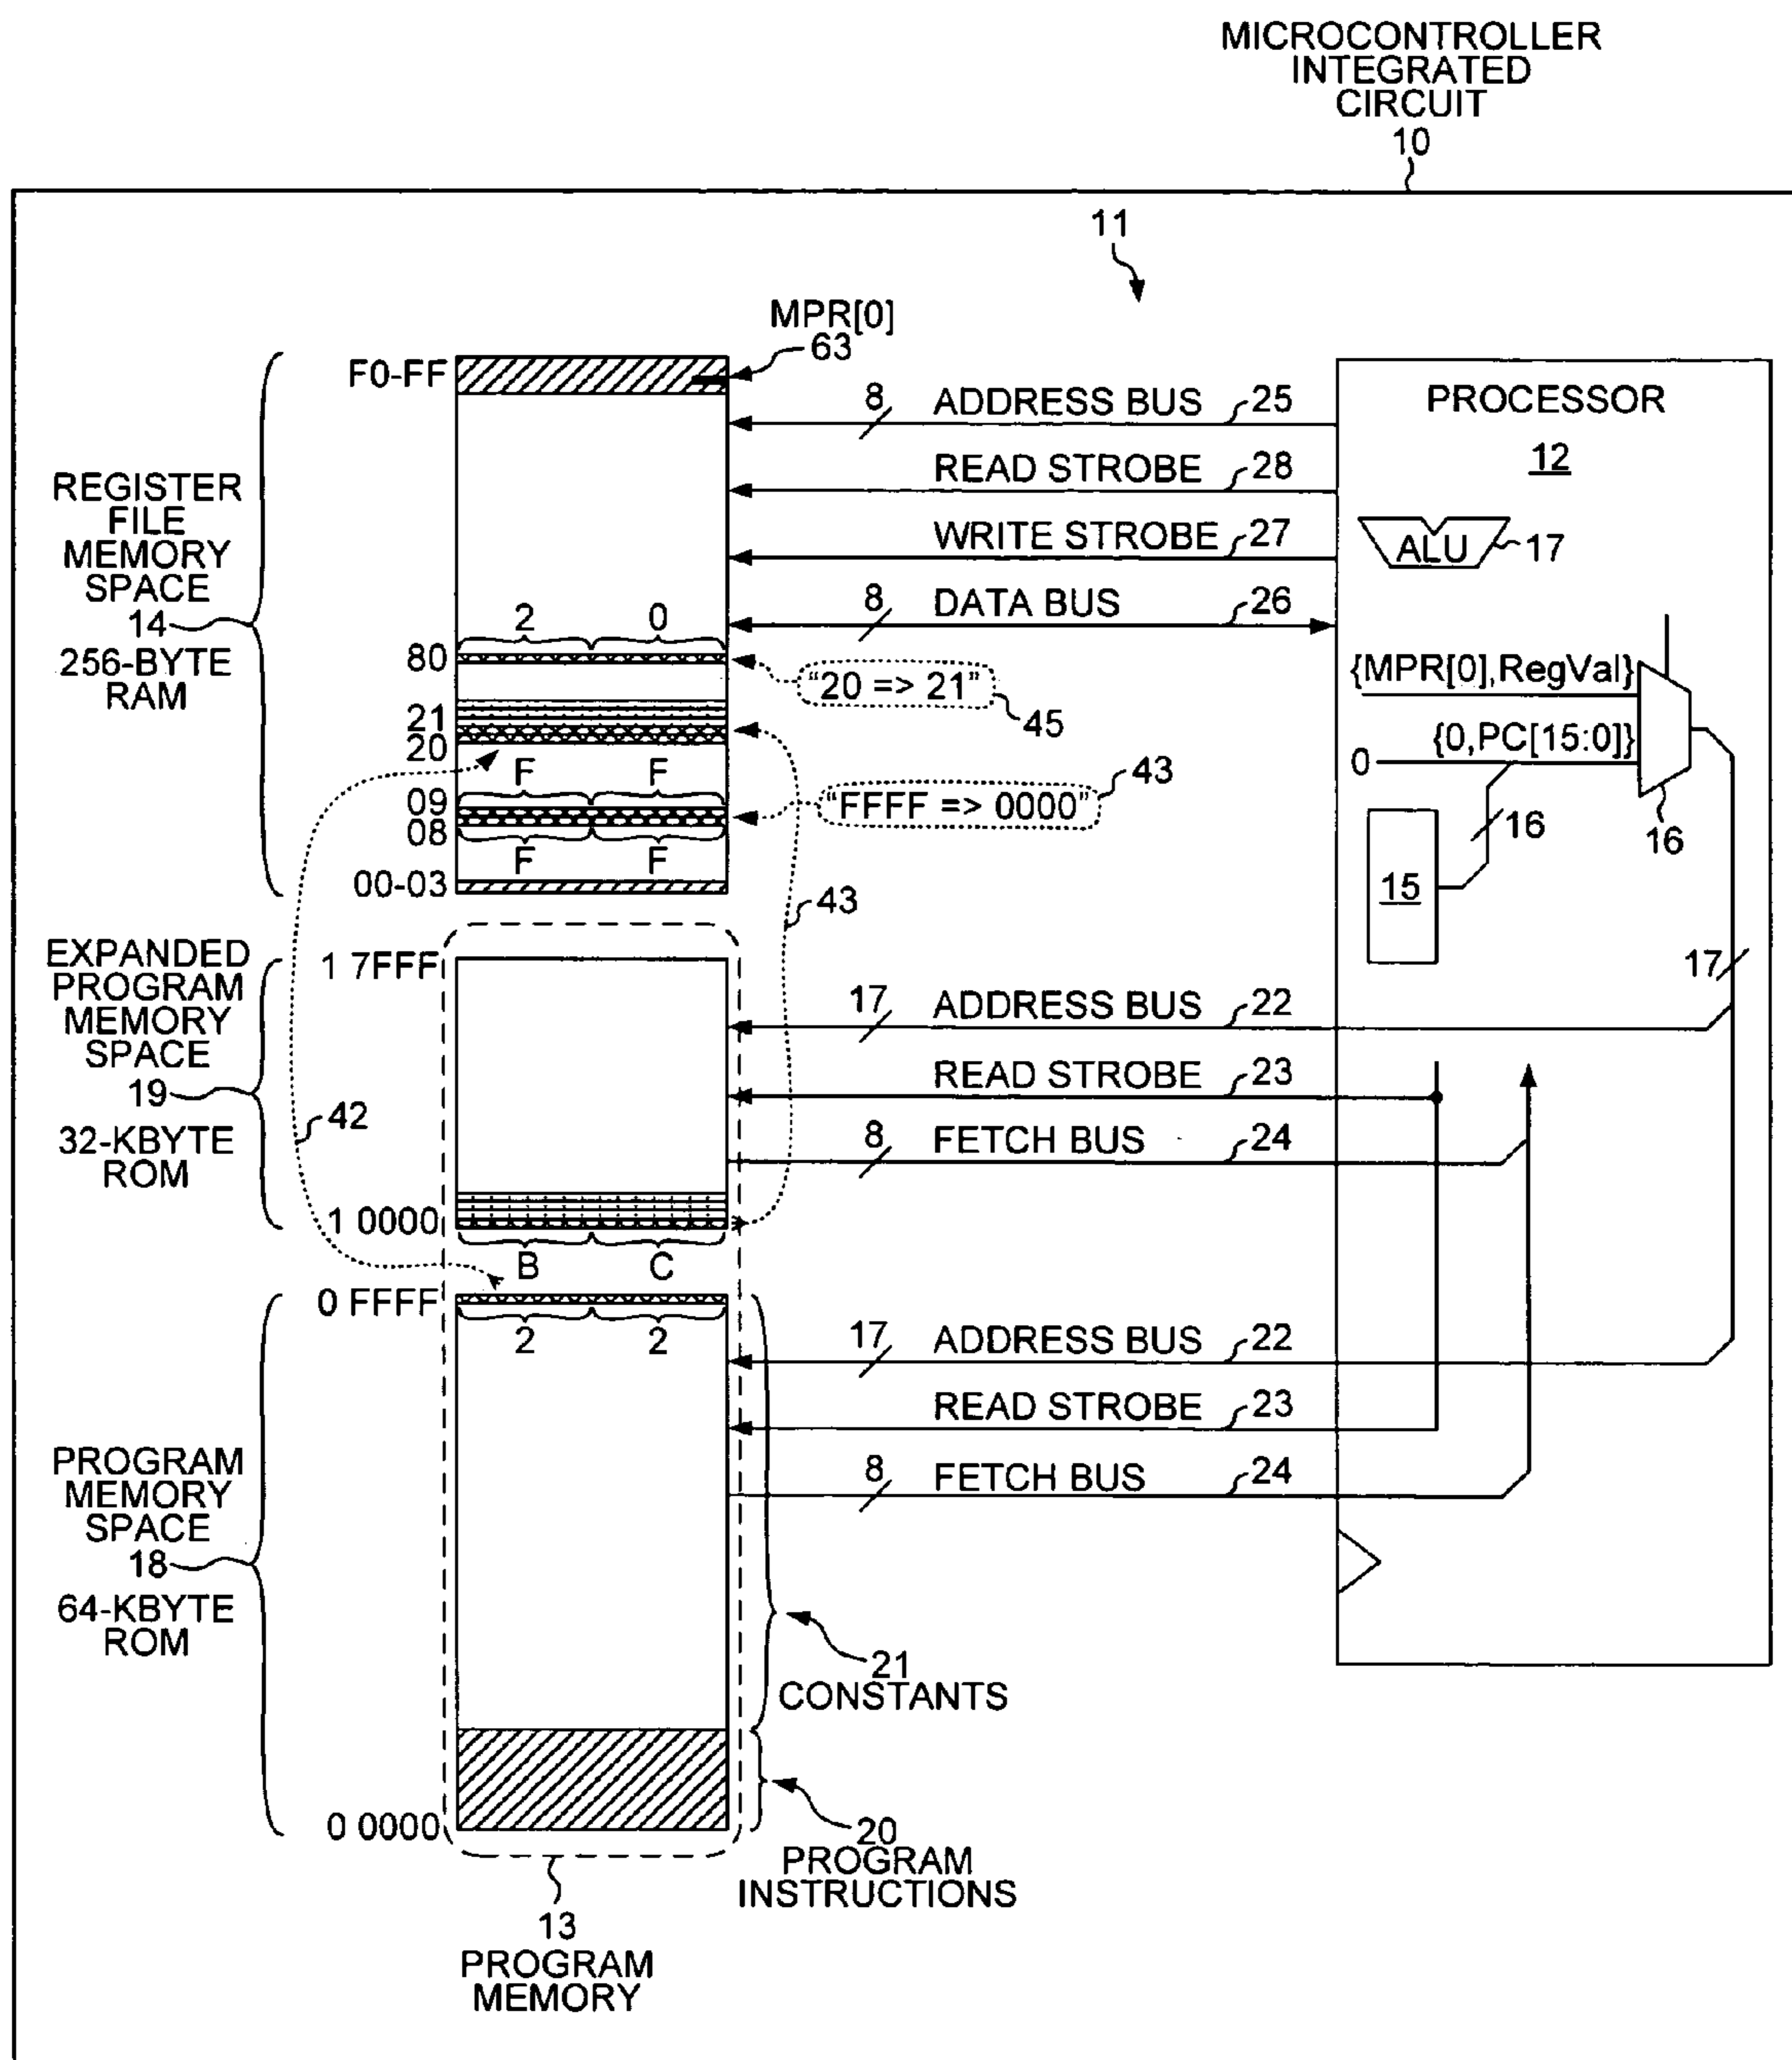 MICROCONTROLLER
INTEGRATED
CIRCUIT
10
11
MPR[0]
63
F0-FF
REGISTER
FILE
MEMORY
SPACE
14
256-BYTE
RAM
8 ADDRESS BUS 25
READ STROBE 28
WRITE STROBE 27
8 DATA BUS 26
2 0
80
"20 => 21"
45
21
20
F F
09
08
"FFFF => 0000"
43
F F
00-03
43
PROCESSOR
12
ALU 17
{MPR[0],RegVal}
{0,PC[15:0]}
0
16
16
15
17
EXPANDED
PROGRAM
MEMORY
SPACE
19
32-KBYTE
ROM
42
1 7FFF
17 ADDRESS BUS 22
READ STROBE 23
8 FETCH BUS 24
1 0000
B C
0 FFFF
2 2
17 ADDRESS BUS 22
READ STROBE 23
8 FETCH BUS 24
PROGRAM
MEMORY
SPACE
18
64-KBYTE
ROM
21
CONSTANTS
0 0000
20
PROGRAM
INSTRUCTIONS
13
PROGRAM
MEMORY